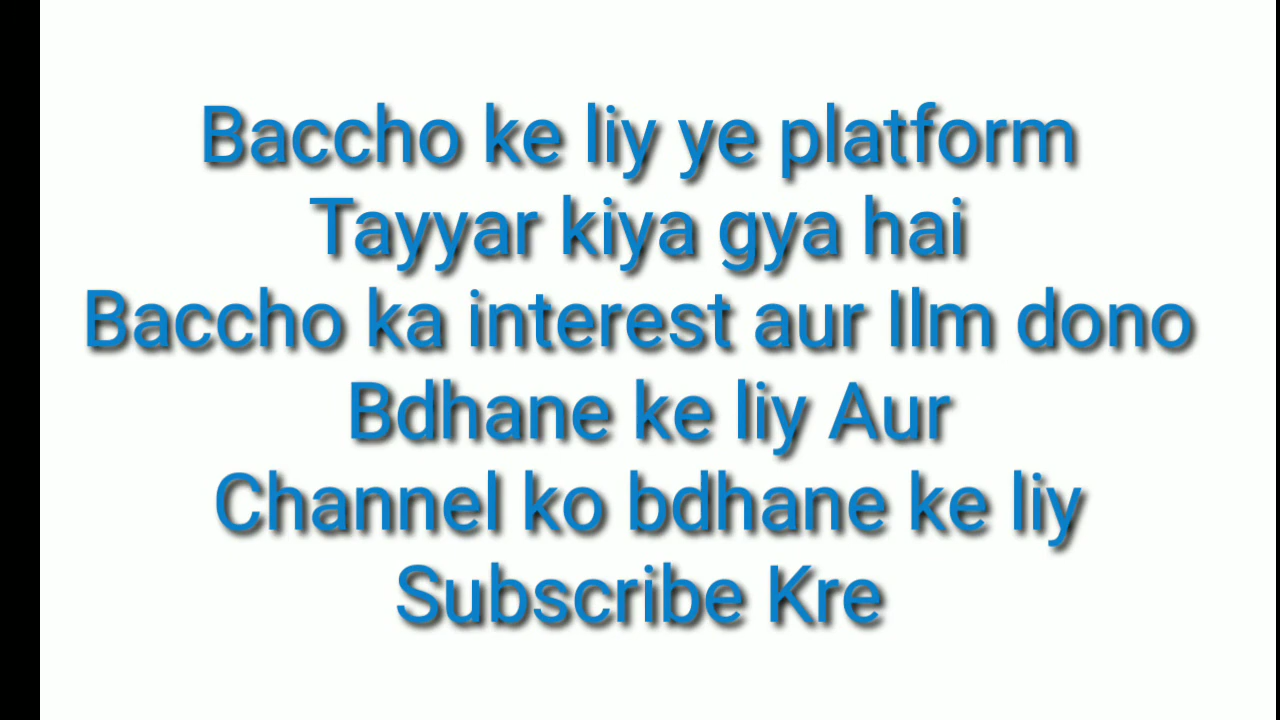 Baccho ke liy ye platform
Tayyar kiya gya hai
Baccho ka interest aur Ilm dono
Bdhane ke liy Aur
Channel ko bdhane ke liy
Subscribe Kre